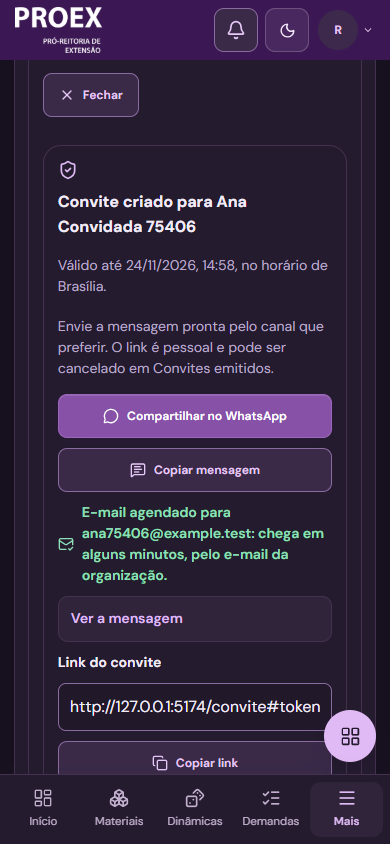 PROEX
PRÓ-REITORIA DE
EXTENSÃO
R
Fechar
Convite criado para Ana
Convidada 75406
Válido até 24/11/2026, 14:58, no horário de
Brasília.
Envie a mensagem pronta pelo canal que
preferir. O link é pessoal e pode ser
cancelado em Convites emitidos.
Compartilhar no WhatsApp
Copiar mensagem
E-mail agendado para
ana75406@example.test: chega em
alguns minutos, pelo e-mail da
organização.
Ver a mensagem
Link do convite
http://127.0.0.1:5174/convite#token
Copiar link
Início
Materiais
Dinâmicas
Demandas
Mais